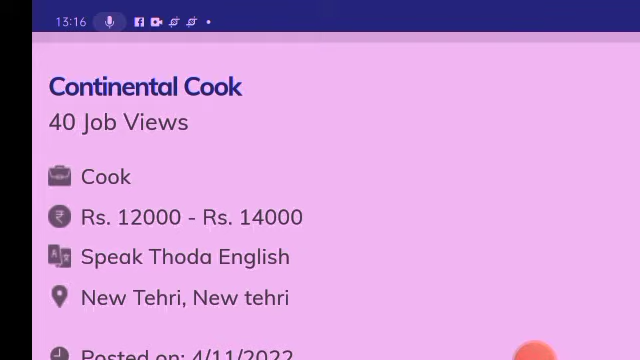 13:16
Continental Cook
40 Job Views
Cook
Rs. 12000 - Rs. 14000
Speak Thoda English
New Tehri, New tehri
Posted on: 4/11/2022